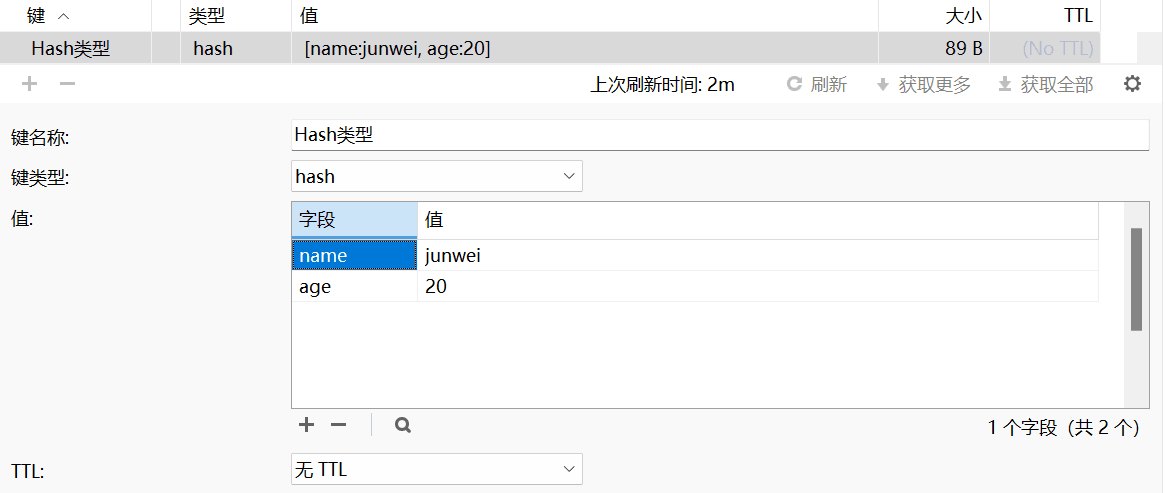 键 类型 值 大小 TTL
Hash类型 hash [name:junwei, age:20] 89 B (No TTL)
上次刷新时间: 2m 刷新 获取更多 获取全部
键名称: Hash类型
键类型: hash
值: 字段 值
name junwei
age 20
1 个字段（共 2 个）
TTL: 无 TTL